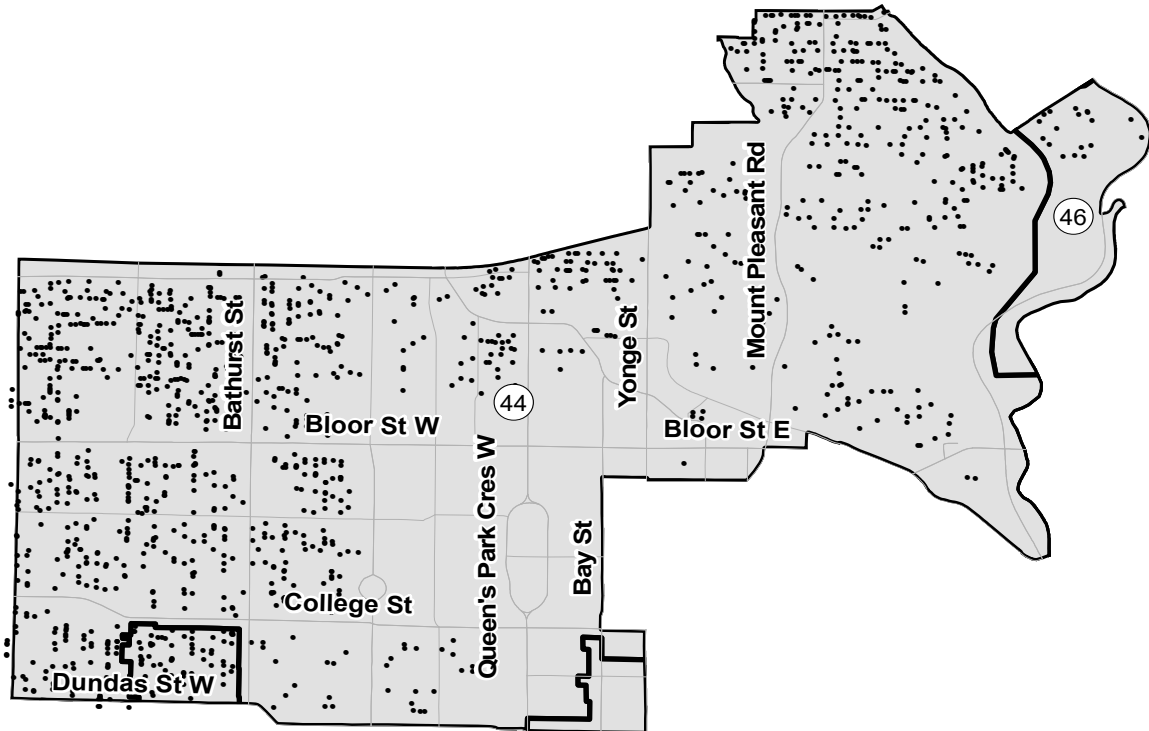 46
Mount Pleasant Rd
Bathurst St
Yonge St
44
Bloor St W
Bloor St E
Queen's Park Cres W
Bay St
College St
Dundas St W